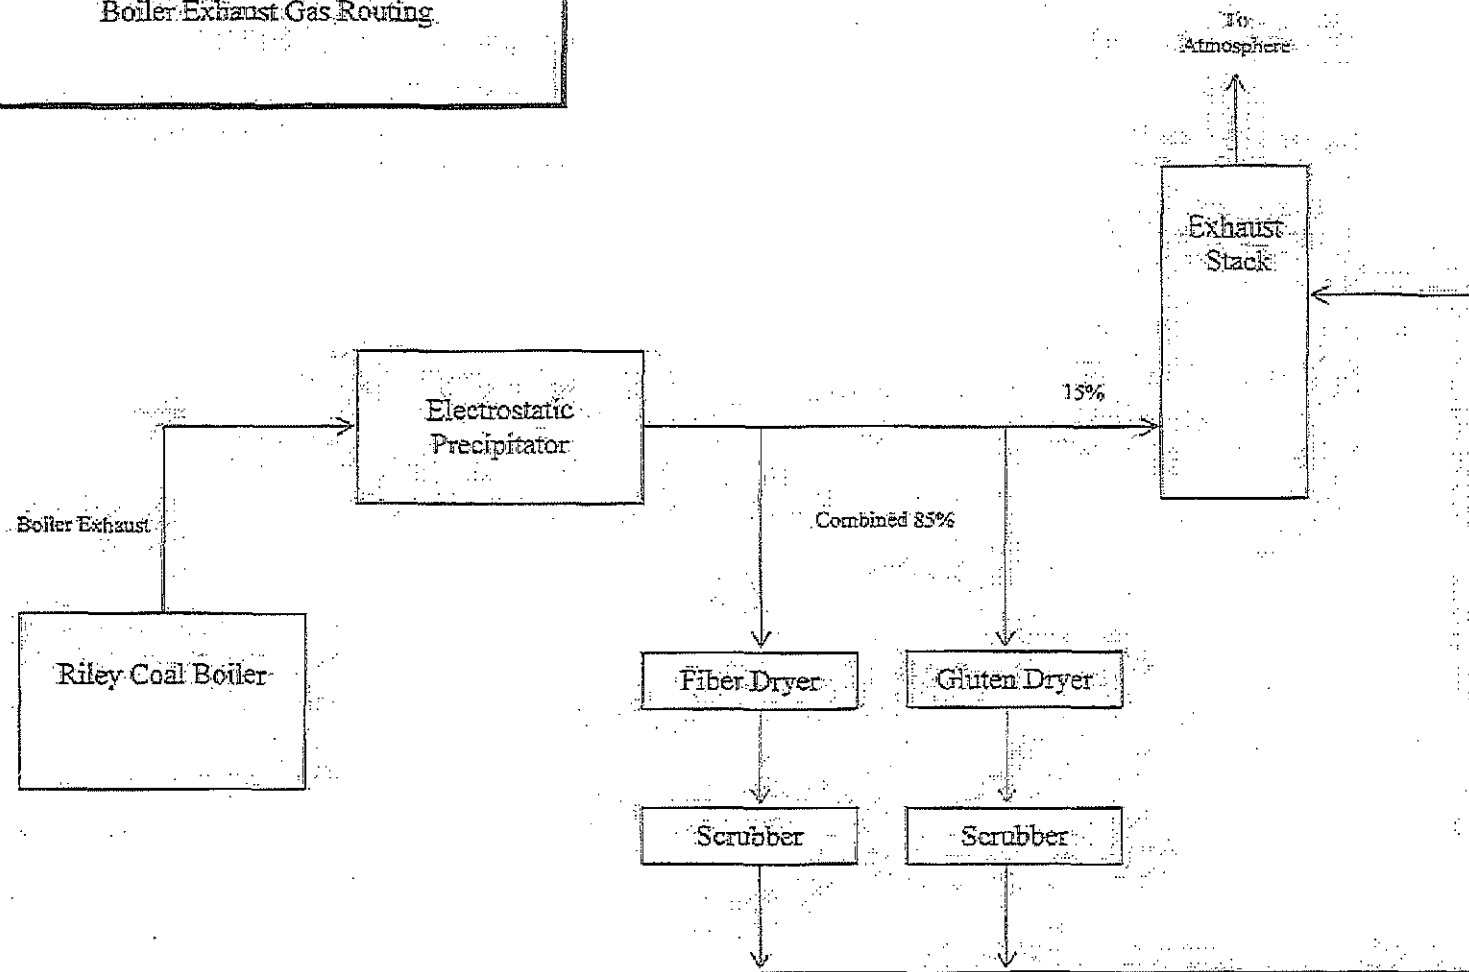 Boiler Exhaust Gas Routing
To
Atmosphere
Exhaust
Stack
15%
Electrostatic
Precipitator
Combined 85%
Boiler Exhaust
Riley Coal Boiler
Fiber Dryer
Gluten Dryer
Scrubber
Scrubber